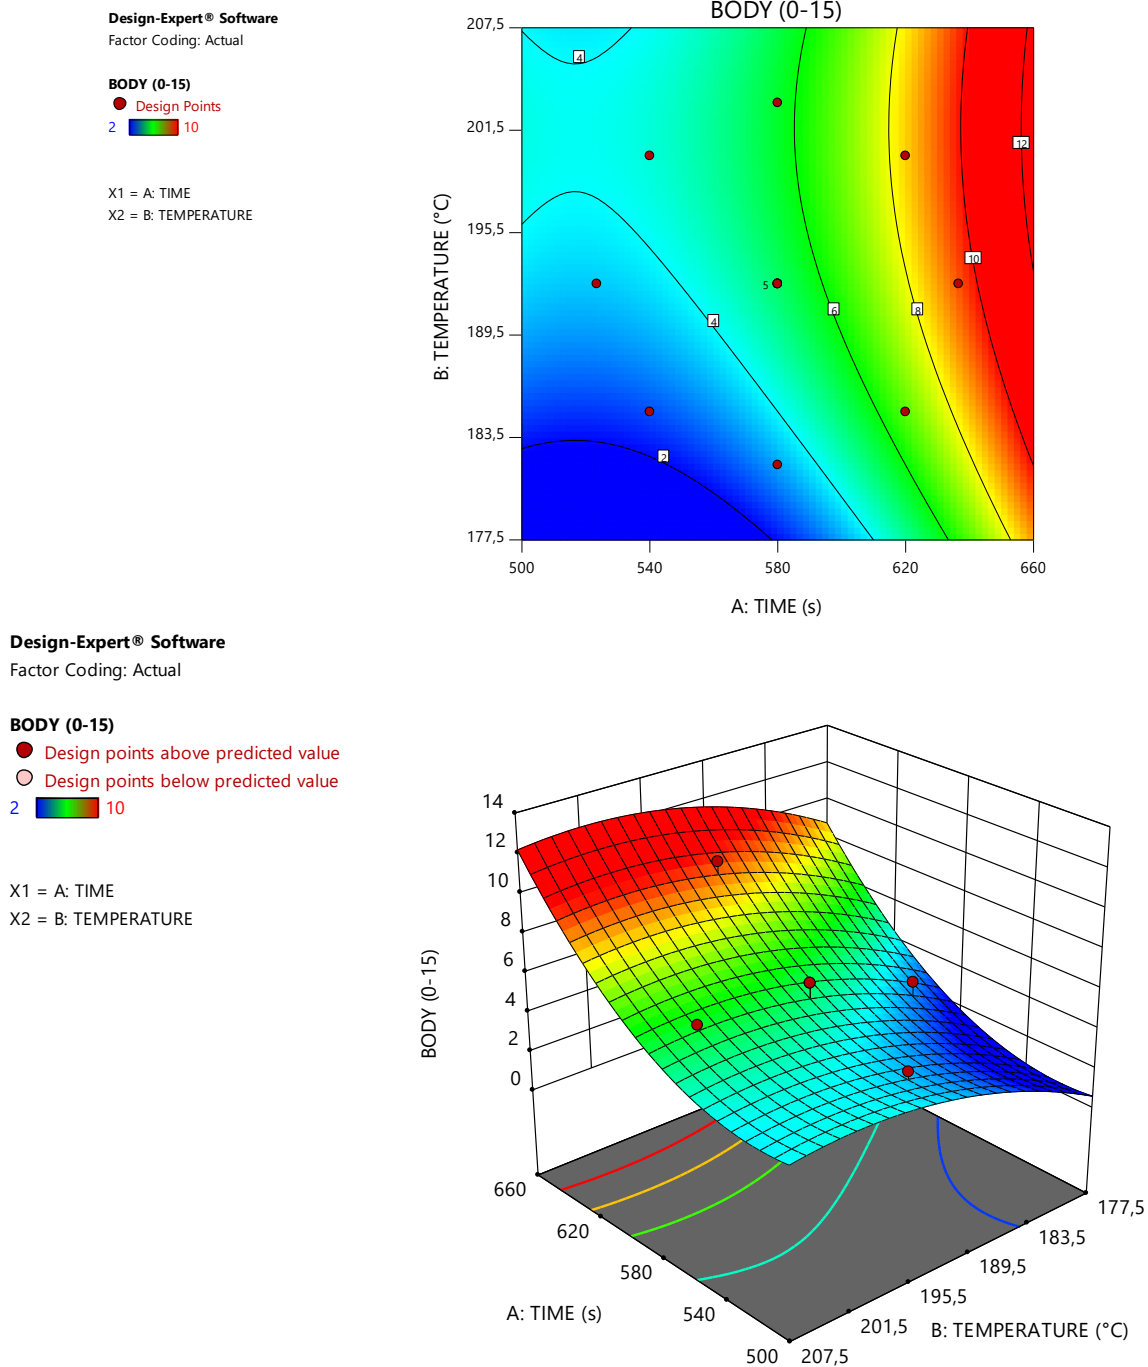 Design-Expert® Software
Factor Coding: Actual
BODY (0-15)
Design Points
2 10
X1 = A: TIME
X2 = B: TEMPERATURE
BODY (0-15)
207,5
201,5
195,5
189,5
183,5
177,5
B: TEMPERATURE (°C)
4
12
10
5
4
6
8
2
500 540 580 620 660
A: TIME (s)
Design-Expert® Software
Factor Coding: Actual
BODY (0-15)
Design points above predicted value
Design points below predicted value
2 10
X1 = A: TIME
X2 = B: TEMPERATURE
14
12
10
8
6
4
2
0
BODY (0-15)
660
620
580
540
500
A: TIME (s)
177,5
183,5
189,5
195,5
201,5
207,5
B: TEMPERATURE (°C)